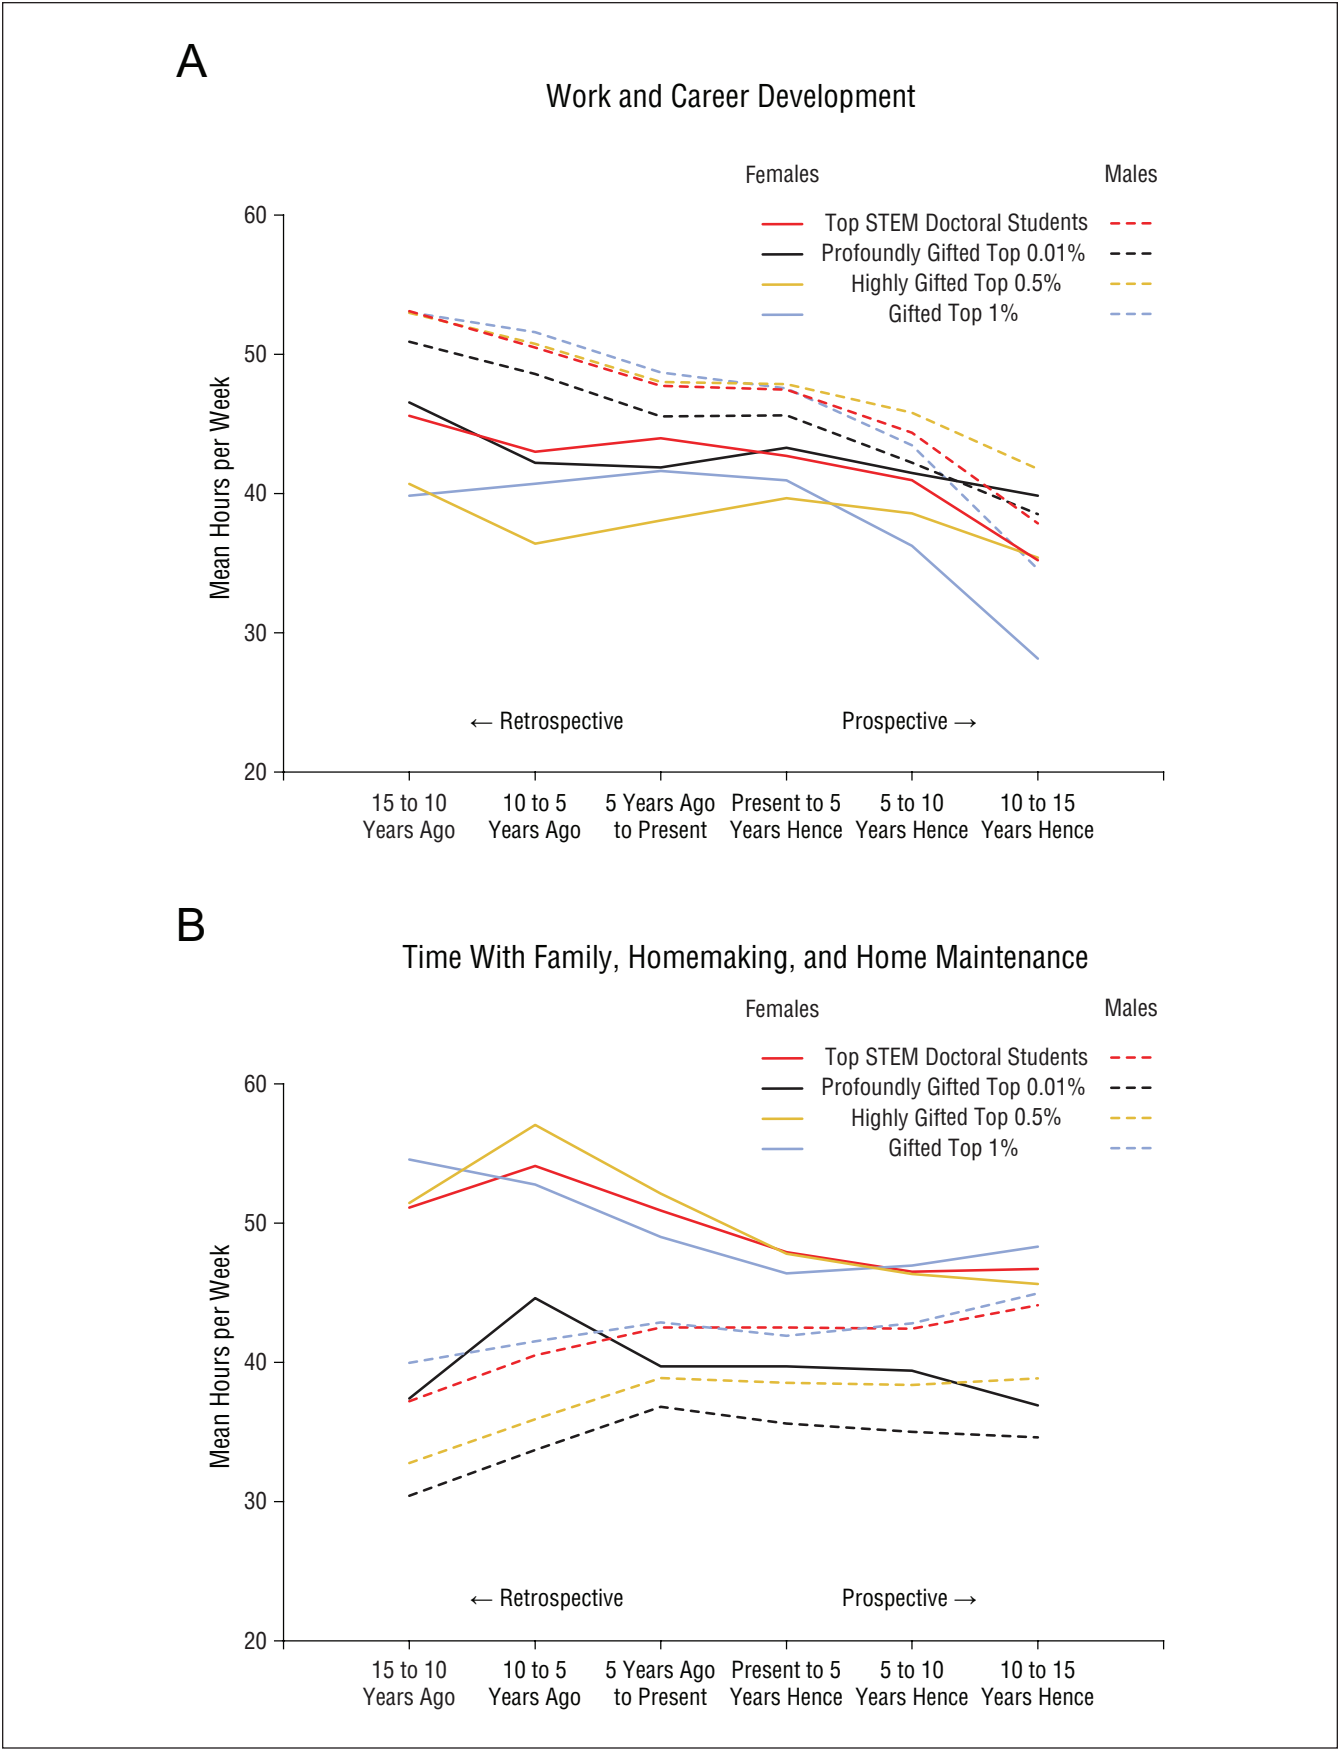 A
Work and Career Development
Females Males
Top STEM Doctoral Students
Profoundly Gifted Top 0.01%
Highly Gifted Top 0.5%
Gifted Top 1%
60
50
40
30
20
Mean Hours per Week
← Retrospective Prospective →
15 to 10 10 to 5 5 Years Ago Present to 5 5 to 10 10 to 15
Years Ago Years Ago to Present Years Hence Years Hence Years Hence
B
Time With Family, Homemaking, and Home Maintenance
Females Males
Top STEM Doctoral Students
Profoundly Gifted Top 0.01%
Highly Gifted Top 0.5%
Gifted Top 1%
60
50
40
30
20
Mean Hours per Week
← Retrospective Prospective →
15 to 10 10 to 5 5 Years Ago Present to 5 5 to 10 10 to 15
Years Ago Years Ago to Present Years Hence Years Hence Years Hence